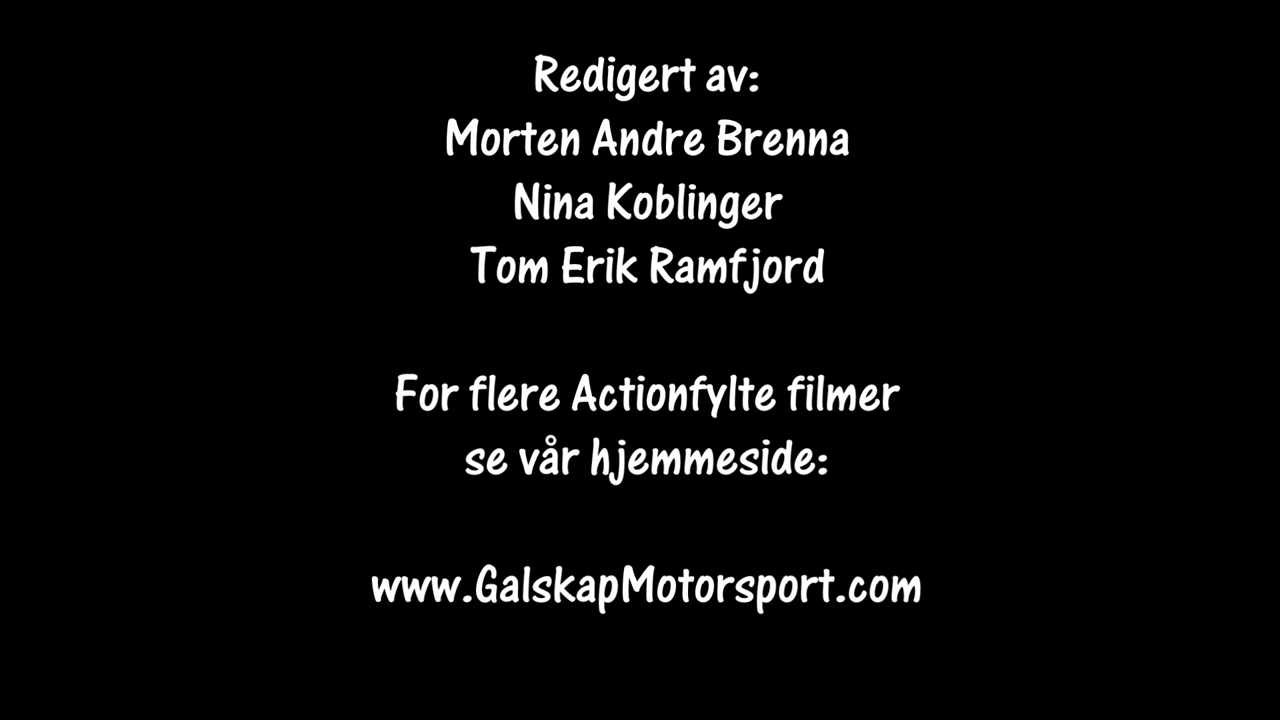 Redigert av:
Morten Andre Brenna
Nina Koblinger
Tom Erik Ramfjord
For flere Actionfylte filmer
se vår hjemmeside:
www.GalskapMotorsport.com